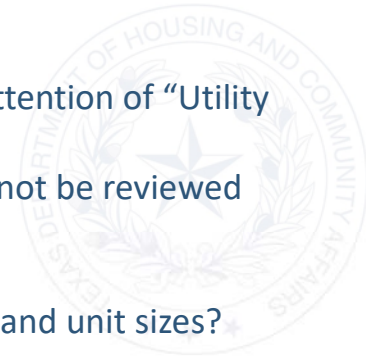 DEPARTMENT OF HOUSING AND COMMUNITY AFFAIRS
TEXAS
ttention of “Utility
not be reviewed
and unit sizes?